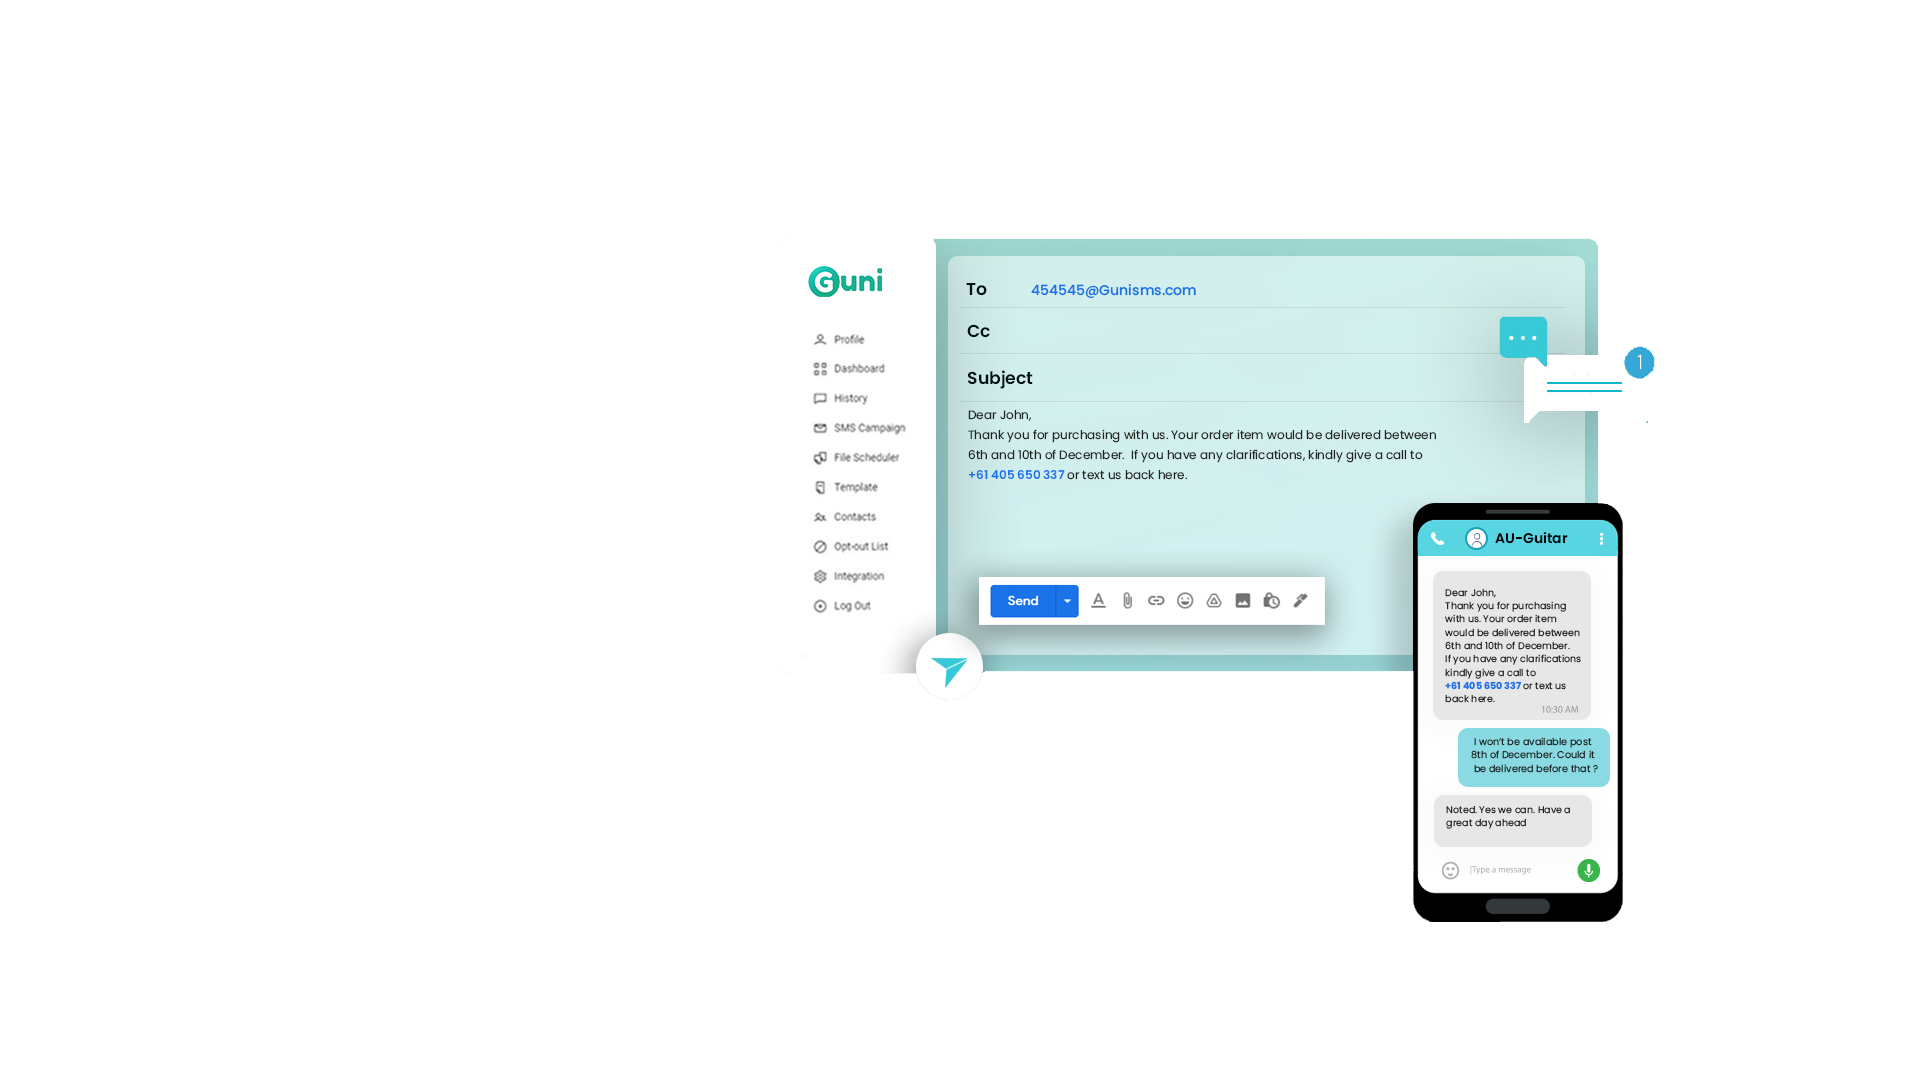 Guni
Profile
Dashboard
History
SMS Campaign
File Scheduler
Template
Contacts
Opt-out List
Integration
Log Out
To 454545@Gunisms.com
Cc
Subject
Dear John,
Thank you for purchasing with us. Your order item would be delivered between
6th and 10th of December. If you have any clarifications, kindly give a call to
+61 405 650 337 or text us back here.
Send
1
AU-Guitar
Dear John,
Thank you for purchasing
with us. Your order item
would be delivered between
6th and 10th of December.
If you have any clarifications
kindly give a call to
+61 405 650 337 or text us
back here.
10:30 AM
I won't be available post
8th of December. Could it
be delivered before that ?
Noted. Yes we can. Have a
great day ahead
Type a message